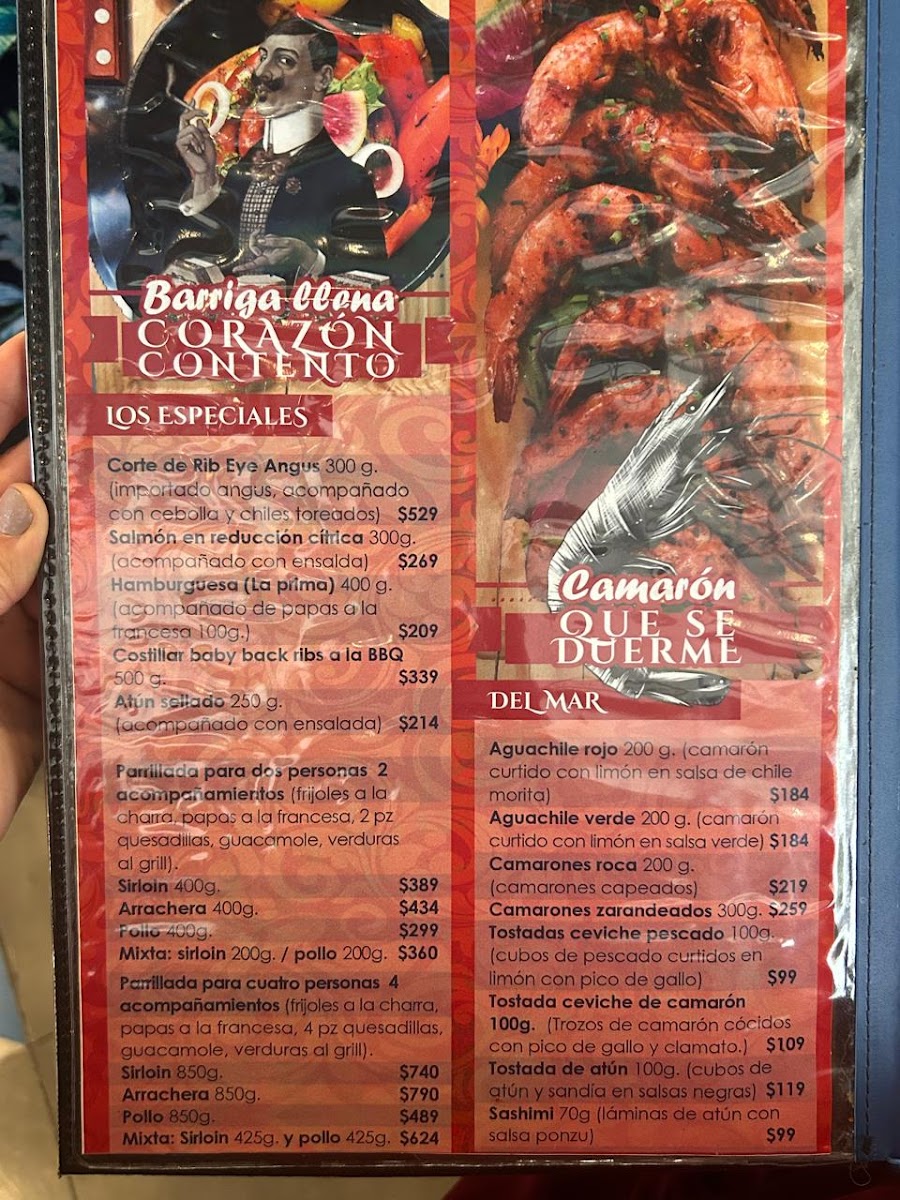 Barriga llena
CORAZÓN
CONTENTO
LOS ESPECIALES
Corte de Rib Eye Angus 300 g.
(importado angus, acompañado
con cebolla y chiles toreados) $529
Salmón en reducción cítrica 300g.
(acompañado con ensalda) $269
Hamburguesa (La prima) 400 g.
(acompañado de papas a la
francesa 100g.) $209
Costillar baby back ribs a la BBQ
500 g. $339
Atún sellado 250 g.
(acompañado con ensalada) $214
Parrillada para dos personas 2
acompañamientos (frijoles a la
charra, papas a la francesa, 2 pz
quesadillas, guacamole, verduras
al grill).
Sirloin 400g. $389
Arrachera 400g. $434
Pollo 400g. $299
Mixta: sirloin 200g. / pollo 200g. $360
Parrillada para cuatro personas 4
acompañamientos (frijoles a la charra,
papas a la francesa, 4 pz quesadillas,
guacamole, verduras al grill).
Sirloin 850g. $740
Arrachera 850g. $790
Pollo 850g. $489
Mixta: Sirloin 425g. y pollo 425g. $624
Camarón
QUE SE
DUERME
DEL MAR
Aguachile rojo 200 g. (camarón
curtido con limón en salsa de chile
morita) $184
Aguachile verde 200 g. (camarón
curtido con limón en salsa verde) $184
Camarones roca 200 g.
(camarones capeados) $219
Camarones zarandeados 300g. $259
Tostadas ceviche pescado 100g.
(cubos de pescado curtidos en
limón con pico de gallo) $99
Tostada ceviche de camarón
100g. (Trozos de camarón cócidos
con pico de gallo y clamato.) $109
Tostada de atún 100g. (cubos de
atún y sandía en salsas negras) $119
Sashimi 70g (láminas de atún con
salsa ponzu) $99